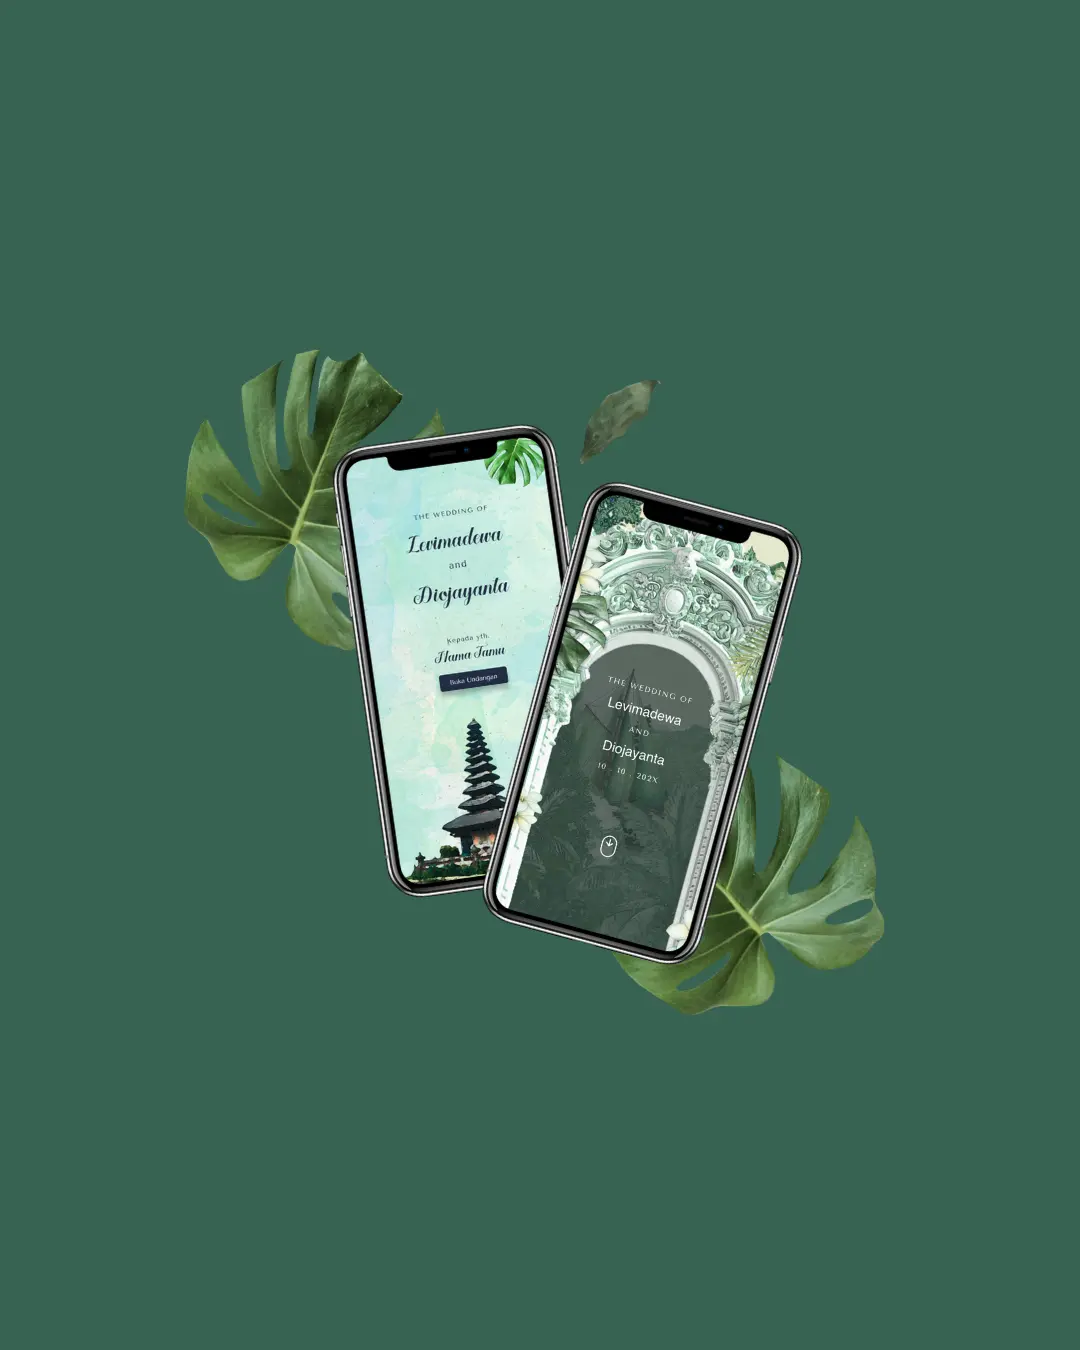 THE WEDDING OF
Levimadewa
and
Diojayanta
Kepada yth.
Nama Tamu
Buka Undangan
THE WEDDING OF
Levimadewa
AND
Diojayanta
10 . 10 . 202X